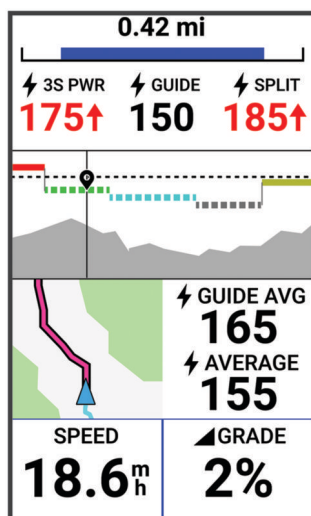 0.42 mi
3S PWR GUIDE SPLIT
175↑ 150 185↑
GUIDE AVG
165
AVERAGE
155
SPEED GRADE
18.6 mh 2%